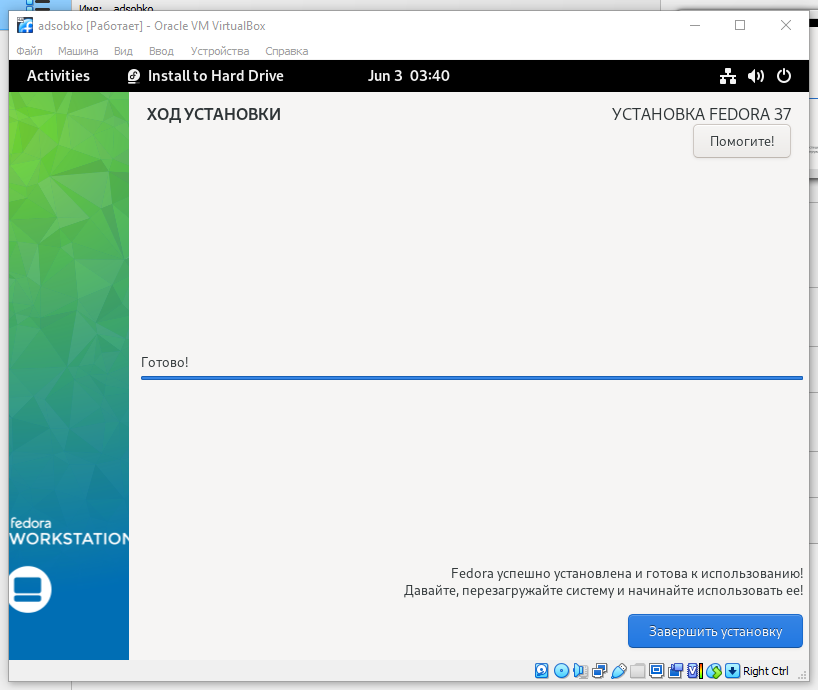 Имя: adsobko
adsobko [Работает] - Oracle VM VirtualBox
Файл Машина Вид Ввод Устройства Справка
Activities Install to Hard Drive Jun 3 03:40
ХОД УСТАНОВКИ
УСТАНОВКА FEDORA 37
Помогите!
Готово!
fedora
WORKSTATION
Fedora успешно установлена и готова к использованию!
Давайте, перезагружайте систему и начинайте использовать ее!
Завершить установку
Right Ctrl